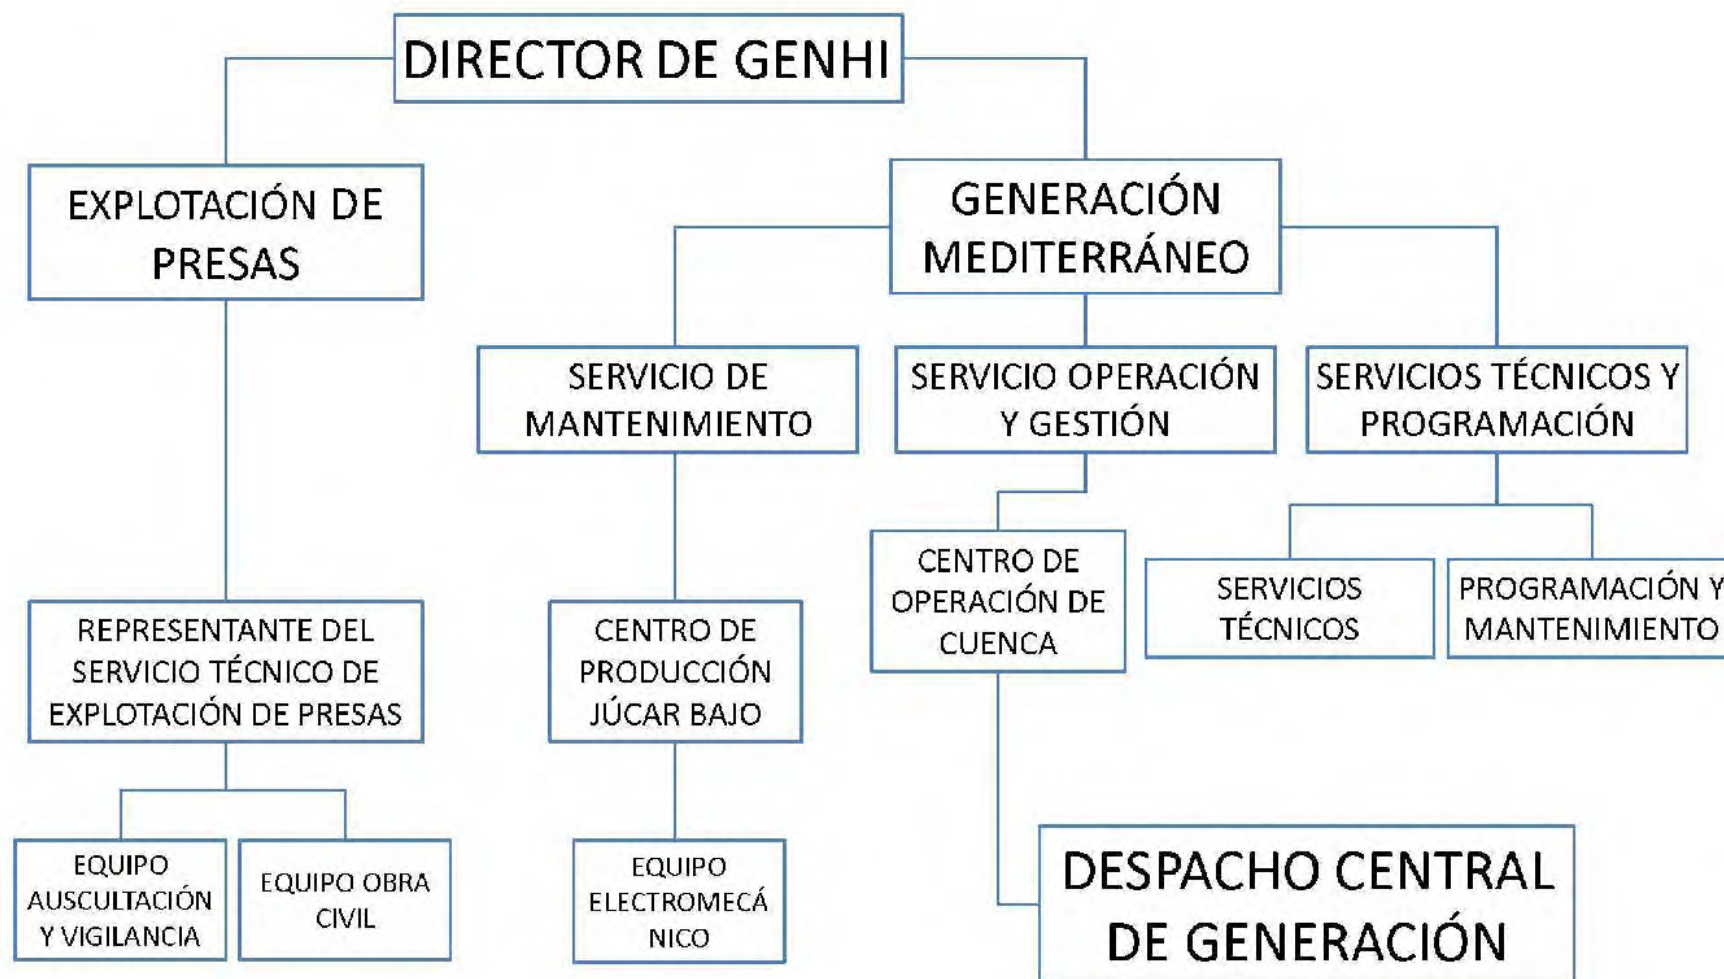 DIRECTOR DE GENHI
EXPLOTACIÓN DE
PRESAS
GENERACIÓN
MEDITERRÁNEO
SERVICIO DE
MANTENIMIENTO
SERVICIO OPERACIÓN
Y GESTIÓN
SERVICIOS TÉCNICOS Y
PROGRAMACIÓN
CENTRO DE
OPERACIÓN DE
CUENCA
SERVICIOS
TÉCNICOS
PROGRAMACIÓN Y
MANTENIMIENTO
REPRESENTANTE DEL
SERVICIO TÉCNICO DE
EXPLOTACIÓN DE PRESAS
CENTRO DE
PRODUCCIÓN
JÚCAR BAJO
EQUIPO
AUSCULTACIÓN
Y VIGILANCIA
EQUIPO OBRA
CIVIL
EQUIPO
ELECTROMECÁ
NICO
DESPACHO CENTRAL
DE GENERACIÓN